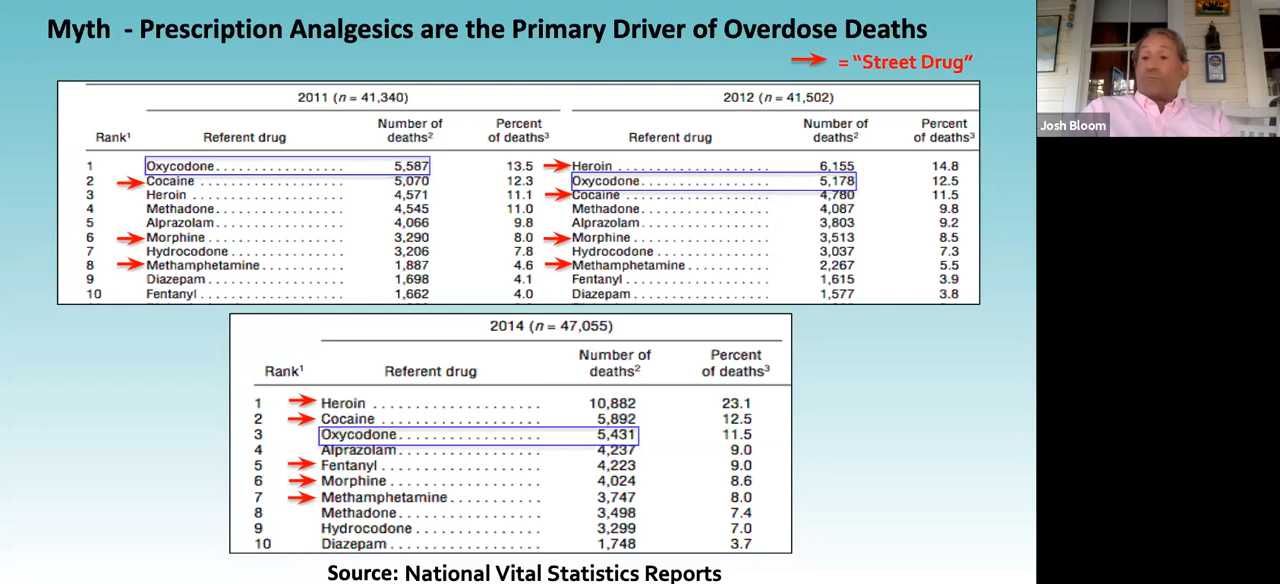 Myth - Prescription Analgesics are the Primary Driver of Overdose Deaths
= “Street Drug”
2011 (n = 41,340) 2012 (n = 41,502)
Number of Percent Number of Percent
Rank1 Referent drug deaths2 of deaths3 Referent drug deaths2 of deaths3
1 Oxycodone. . . . . . . . . . . . . . . . . . . 5,587 13.5 Heroin . . . . . . . . . . . . . . . . . . . . . 6,155 14.8
2 Cocaine . . . . . . . . . . . . . . . . . . . . . 5,070 12.3 Oxycodone. . . . . . . . . . . . . . . . . . . 5,178 12.5
3 Heroin . . . . . . . . . . . . . . . . . . . . . . 4,571 11.1 Cocaine . . . . . . . . . . . . . . . . . . . . . 4,780 11.5
4 Methadone. . . . . . . . . . . . . . . . . . . 4,545 11.0 Methadone. . . . . . . . . . . . . . . . . . . 4,087 9.8
5 Alprazolam. . . . . . . . . . . . . . . . . . . 4,066 9.8 Alprazolam. . . . . . . . . . . . . . . . . . . 3,803 9.2
6 Morphine . . . . . . . . . . . . . . . . . . . . 3,290 8.0 Morphine . . . . . . . . . . . . . . . . . . . . 3,513 8.5
7 Hydrocodone . . . . . . . . . . . . . . . . . 3,206 7.8 Hydrocodone . . . . . . . . . . . . . . . . . 3,037 7.3
8 Methamphetamine . . . . . . . . . . . . . 1,887 4.6 Methamphetamine . . . . . . . . . . . . . 2,267 5.5
9 Diazepam . . . . . . . . . . . . . . . . . . . . 1,698 4.1 Fentanyl . . . . . . . . . . . . . . . . . . . . . 1,615 3.9
10 Fentanyl . . . . . . . . . . . . . . . . . . . . . 1,662 4.0 Diazepam . . . . . . . . . . . . . . . . . . . . 1,577 3.8
2014 (n = 47,055)
Number of Percent
Rank1 Referent drug deaths2 of deaths3
1 Heroin . . . . . . . . . . . . . . . . . . . . . 10,882 23.1
2 Cocaine . . . . . . . . . . . . . . . . . . . . 5,892 12.5
3 Oxycodone. . . . . . . . . . . . . . . . . . 5,431 11.5
4 Alprazolam. . . . . . . . . . . . . . . . . . 4,237 9.0
5 Fentanyl . . . . . . . . . . . . . . . . . . . . 4,223 9.0
6 Morphine . . . . . . . . . . . . . . . . . . . 4,024 8.6
7 Methamphetamine . . . . . . . . . . . . 3,747 8.0
8 Methadone. . . . . . . . . . . . . . . . . . 3,498 7.4
9 Hydrocodone . . . . . . . . . . . . . . . . 3,299 7.0
10 Diazepam . . . . . . . . . . . . . . . . . . . 1,748 3.7
Source: National Vital Statistics Reports
Josh Bloom